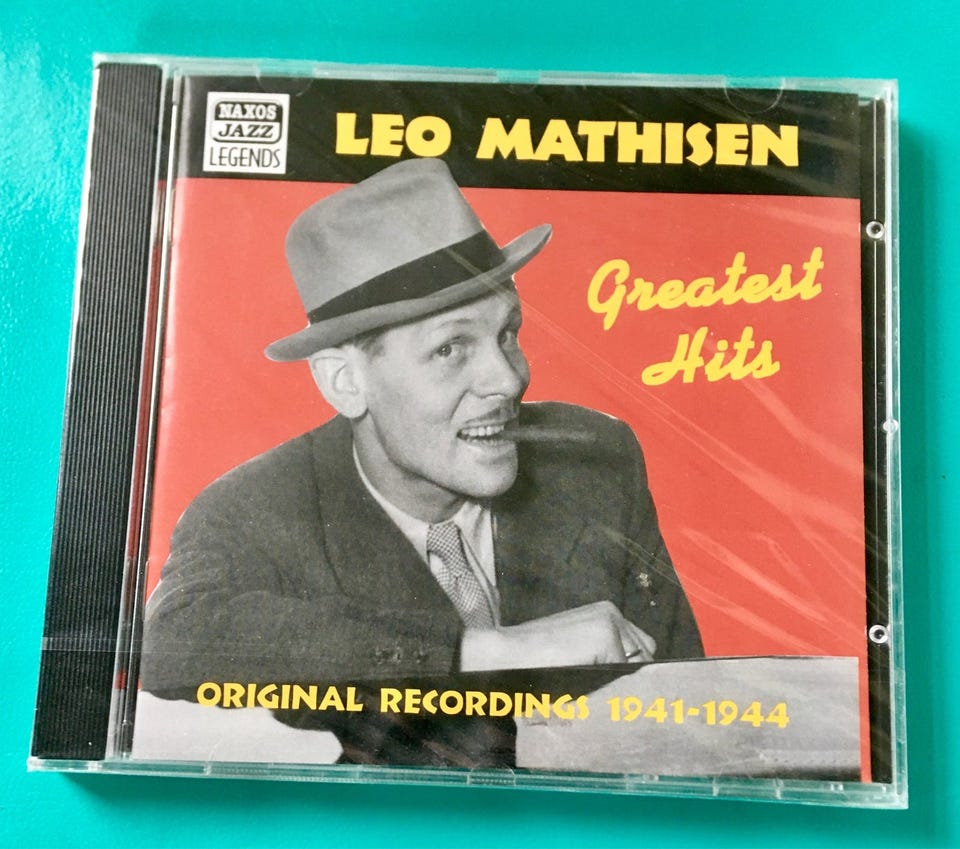 NAXOS
JAZZ
LEGENDS
LEO MATHISEN
Greatest
Hits
ORIGINAL RECORDINGS 1941-1944